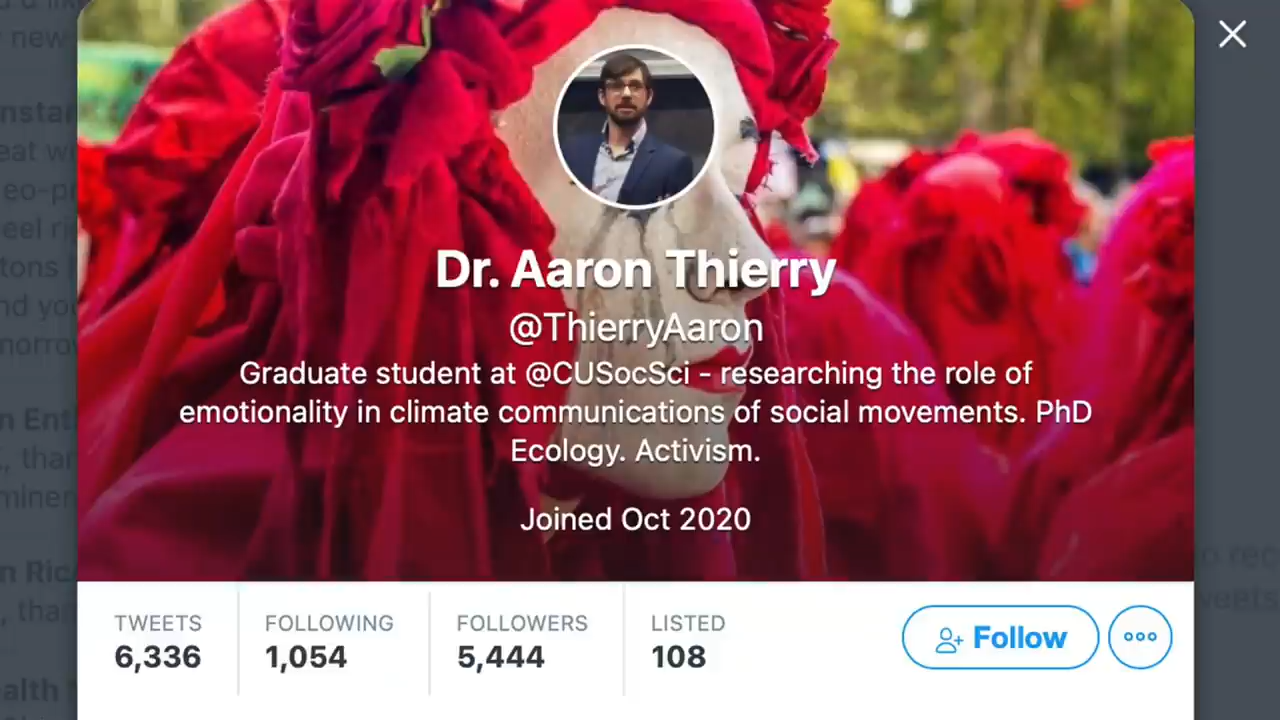 Dr. Aaron Thierry
@ThierryAaron
Graduate student at @CUSocSci - researching the role of
emotionality in climate communications of social movements. PhD
Ecology. Activism.
Joined Oct 2020
TWEETS FOLLOWING FOLLOWERS LISTED
6,336 1,054 5,444 108
Follow